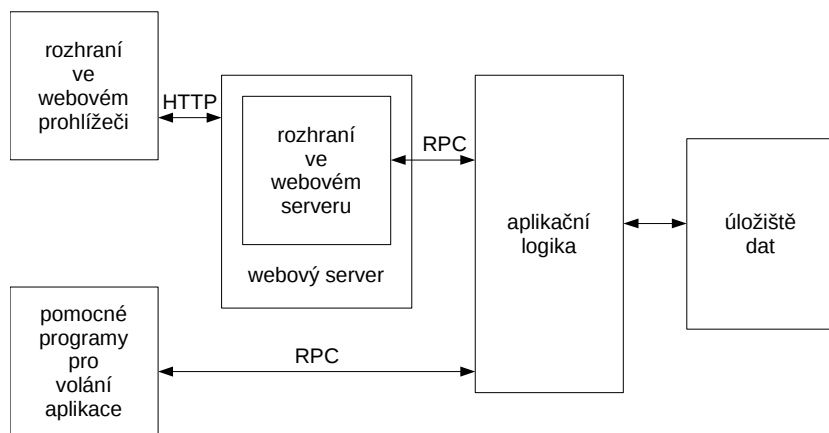 rozhraní
ve
webovém
prohlížeči
HTTP
rozhraní
ve
webovém
serveru
webový server
RPC
aplikační
logika
úložiště
dat
pomocné
programy
pro
volání
aplikace
RPC